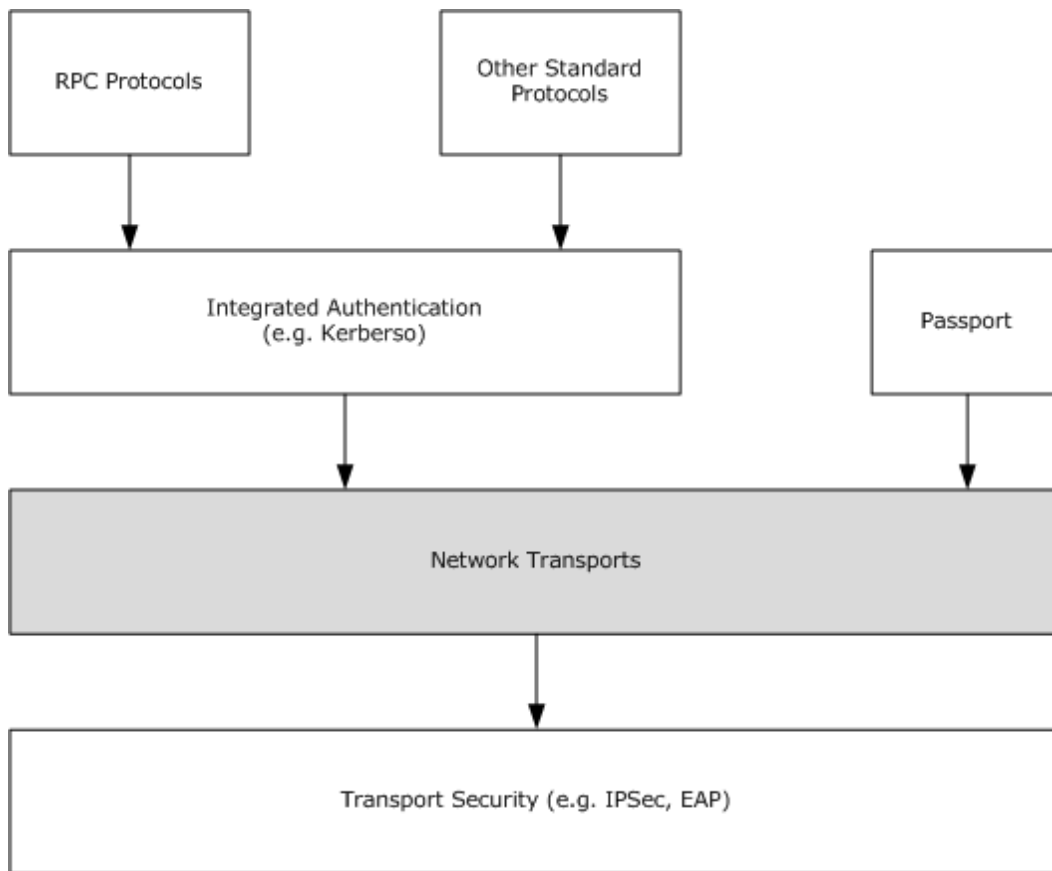 RPC Protocols
Other Standard
Protocols
Integrated Authentication
(e.g. Kerberso)
Passport
Network Transports
Transport Security (e.g. IPSec, EAP)